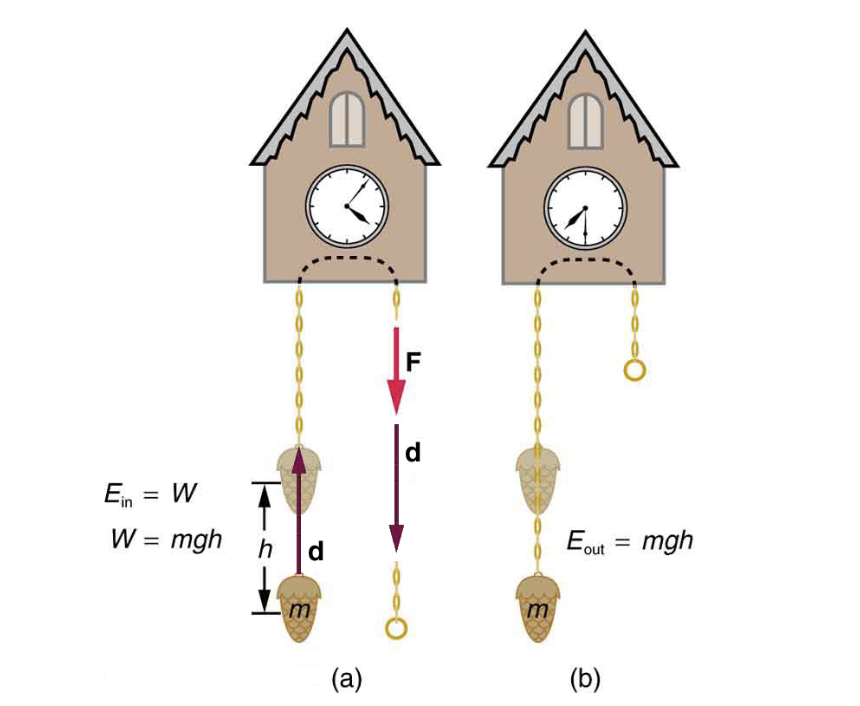 F
d
E_in = W
W = mgh
h
d
m
(a)
E_out = mgh
m
(b)